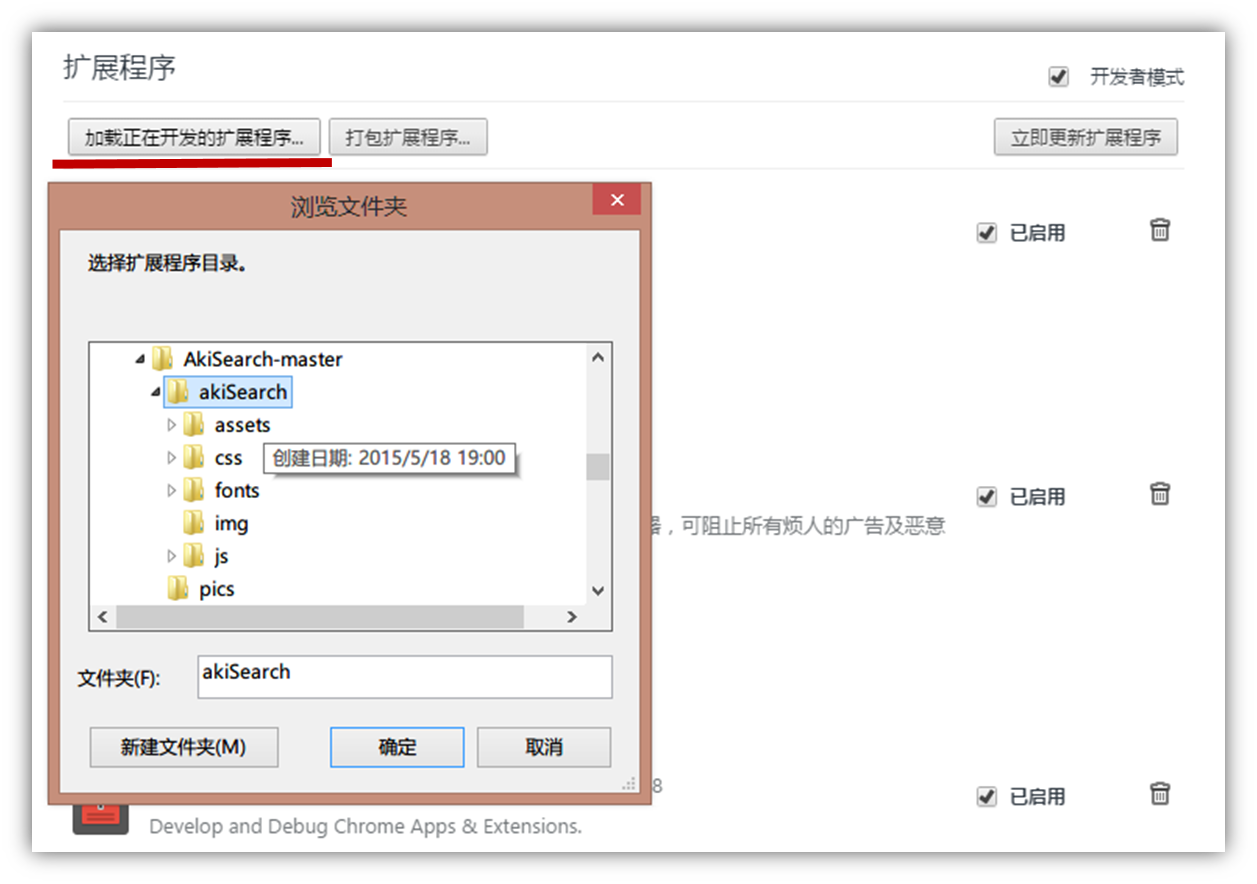 扩展程序
开发者模式
加载正在开发的扩展程序...
打包扩展程序...
立即更新扩展程序
浏览文件夹
已启用
选择扩展程序目录。
AkiSearch-master
akiSearch
assets
css
创建日期: 2015/5/18 19:00
fonts
已启用
img
，可阻止所有烦人的广告及恶意
js
pics
文件夹(F):
akiSearch
新建文件夹(M)
确定
取消
8
已启用
Develop and Debug Chrome Apps & Extensions.